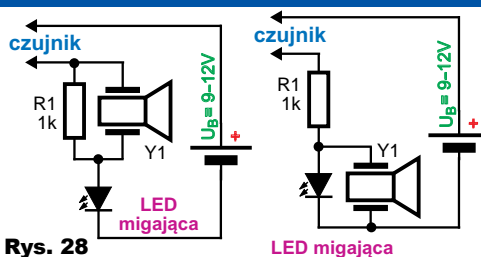 czujnik
R1
1k
Y1
UB= 9-12V
+
LED
migająca
Rys. 28
czujnik
R1
1k
Y1
UB= 9-12V
+
LED migająca